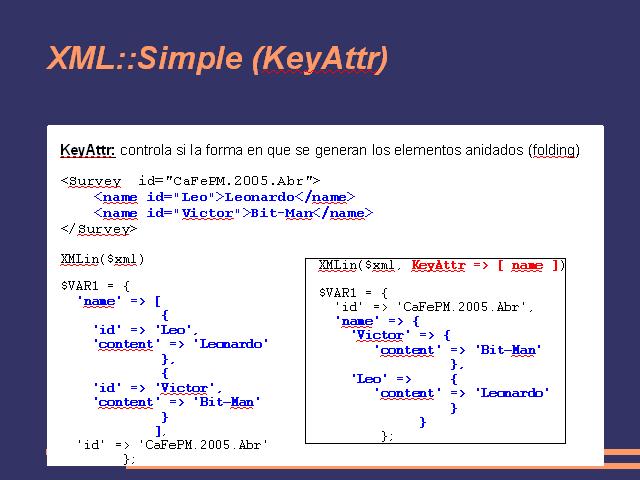 XML::Simple (KeyAttr)
KeyAttr: controla si la forma en que se generan los elementos anidados (folding)
<Survey id="CaFePM.2005.Abr">
<name id="Leo">Leonardo</name>
<name id="Victor">Bit-Man</name>
</Survey>
XMLin($xml)
$VAR1 = {
'name' => [
{
'id' => 'Leo',
'content' => 'Leonardo'
},
{
'id' => 'Victor',
'content' => 'Bit-Man'
}
],
'id' => 'CaFePM.2005.Abr'
};
XMLin($xml, KeyAttr => [ name ])
$VAR1 = {
'id' => 'CaFePM.2005.Abr',
'name' => {
'Victor' => {
'content' => 'Bit-Man'
},
'Leo' => {
'content' => 'Leonardo'
}
}
};